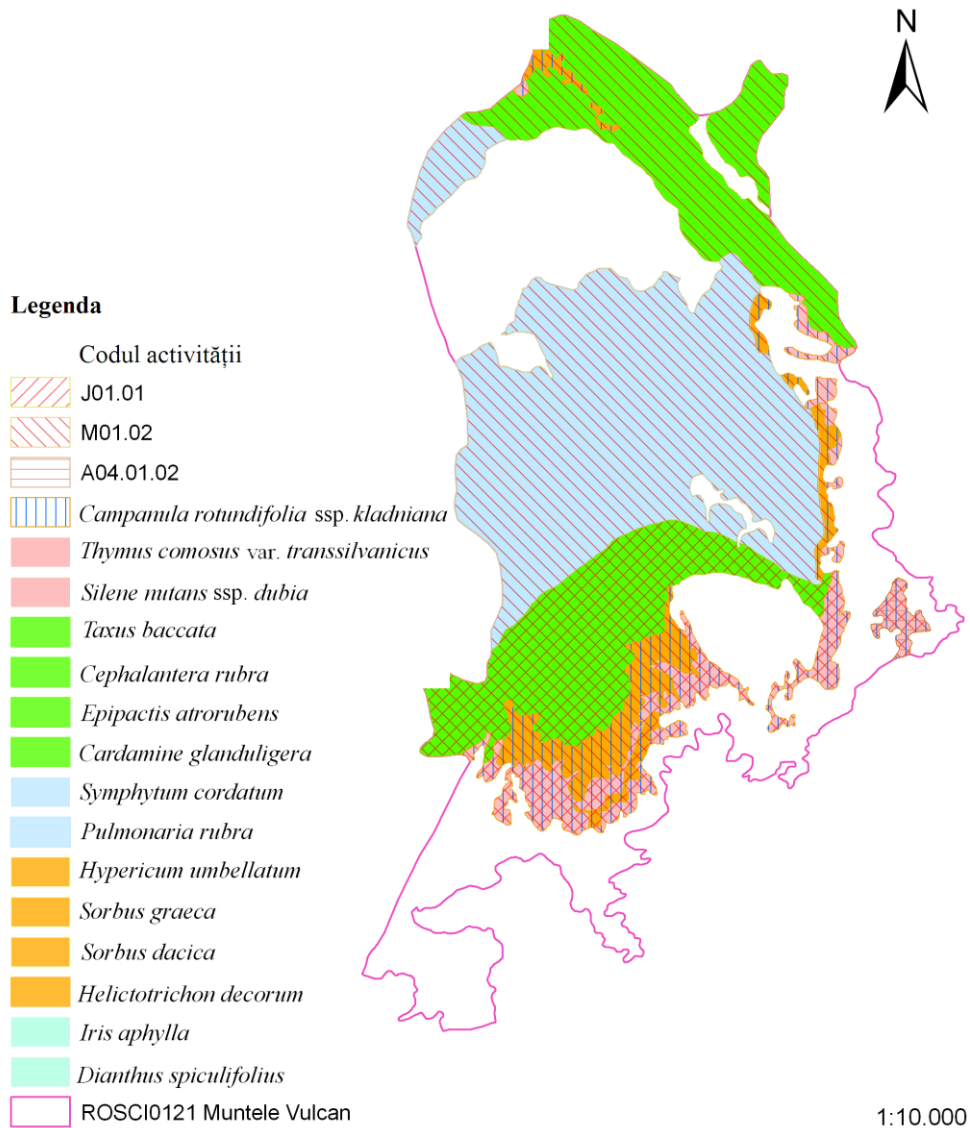 N
Legenda
Codul activității
J01.01
M01.02
A04.01.02
Campanula rotundifolia ssp. kladniana
Thymus comosus var. transsilvanicus
Silene nutans ssp. dubia
Taxus baccata
Cephalantera rubra
Epipactis atrorubens
Cardamine glanduligera
Symphytum cordatum
Pulmonaria rubra
Hypericum umbellatum
Sorbus graeca
Sorbus dacica
Helictotrichon decorum
Iris aphylla
Dianthus spiculifolius
ROSCI0121 Muntele Vulcan
1:10.000